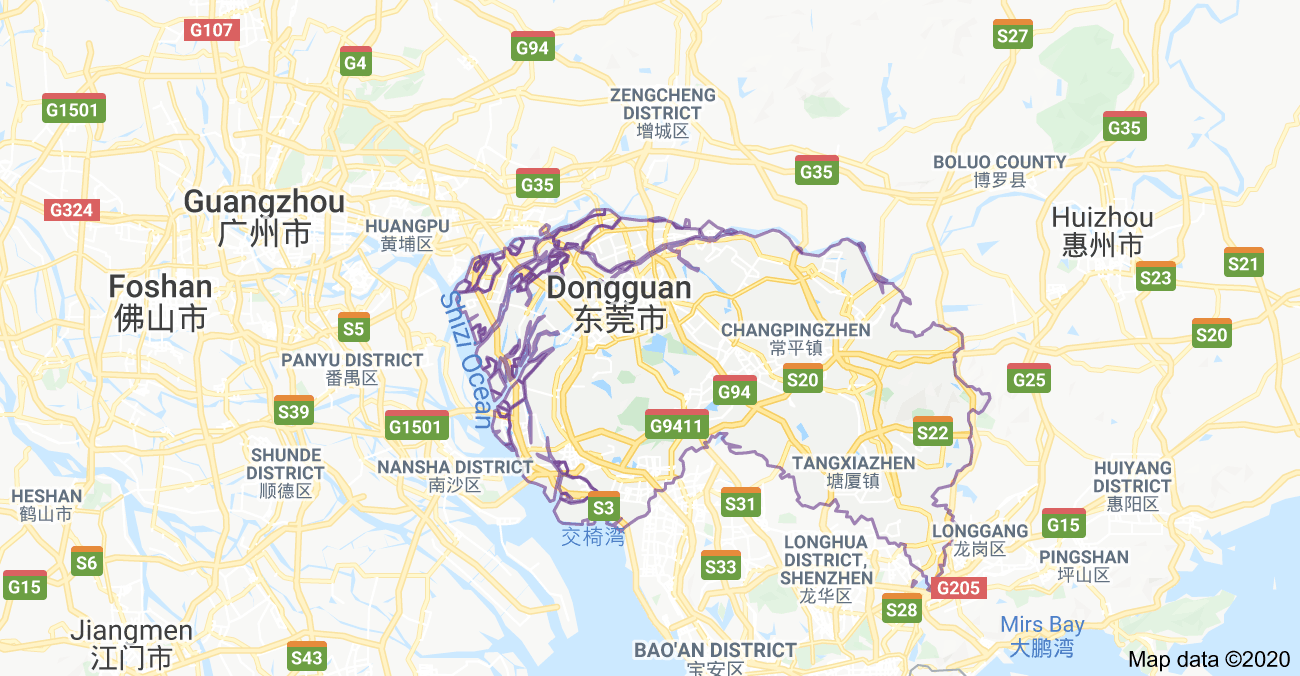 G107
G4
G94
S27
G1501
ZENGCHENG
DISTRICT
增城区
G35
G35
G35
BOLUO COUNTY
博罗县
Guangzhou
广州市
G324
HUANGPU
黄埔区
Huizhou
惠州市
S21
S23
Foshan
佛山市
Dongguan
东莞市
Shizi Ocean
S5
CHANGPINGZHEN
常平镇
S20
PANYU DISTRICT
番禺区
S20
G25
G94
S39
G1501
G9411
S22
SHUNDE
DISTRICT
顺德区
NANSHA DISTRICT
南沙区
TANGXIAZHEN
塘厦镇
HUIYANG
DISTRICT
惠阳区
HESHAN
鹤山市
S3
S31
交椅湾
G15
LONGGANG
龙岗区
LONGHUA
DISTRICT,
SHENZHEN
龙华区
PINGSHAN
坪山区
S6
S33
G15
G205
S28
Jiangmen
江门市
Mirs Bay
大鹏湾
S43
BAO'AN DISTRICT
宝安区
Map data ©2020